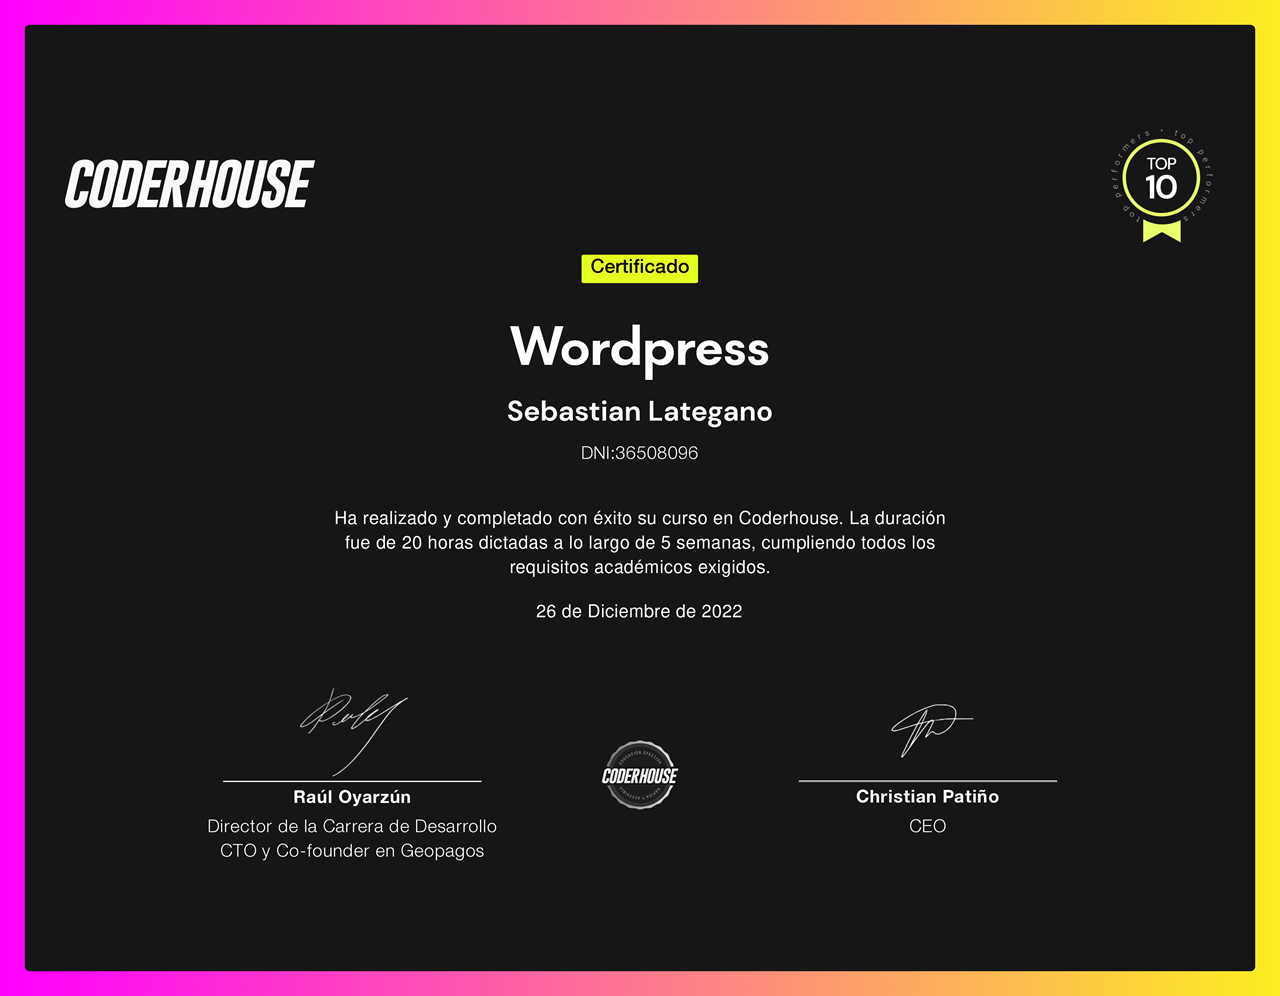 CODERHOUSE
top performers • top performers
TOP
10
Certificado
Wordpress
Sebastian Lategano
DNI:36508096
Ha realizado y completado con éxito su curso en Coderhouse. La duración
fue de 20 horas dictadas a lo largo de 5 semanas, cumpliendo todos los
requisitos académicos exigidos.
26 de Diciembre de 2022
Raúl Oyarzún
Director de la Carrera de Desarrollo
CTO y Co-founder en Geopagos
CODERHOUSE
Christian Patiño
CEO